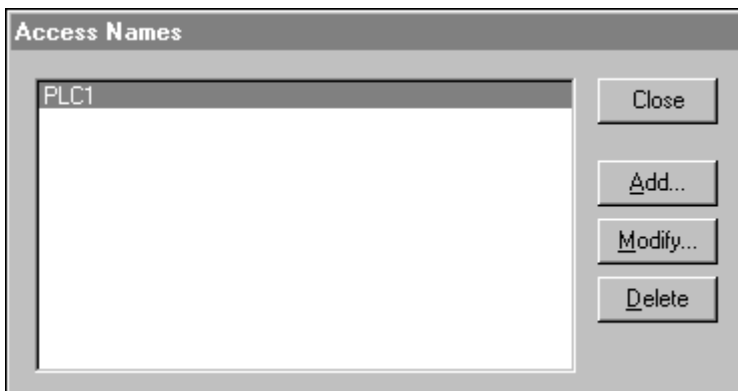 Access Names
PLC1
Close
Add...
Modify...
Delete